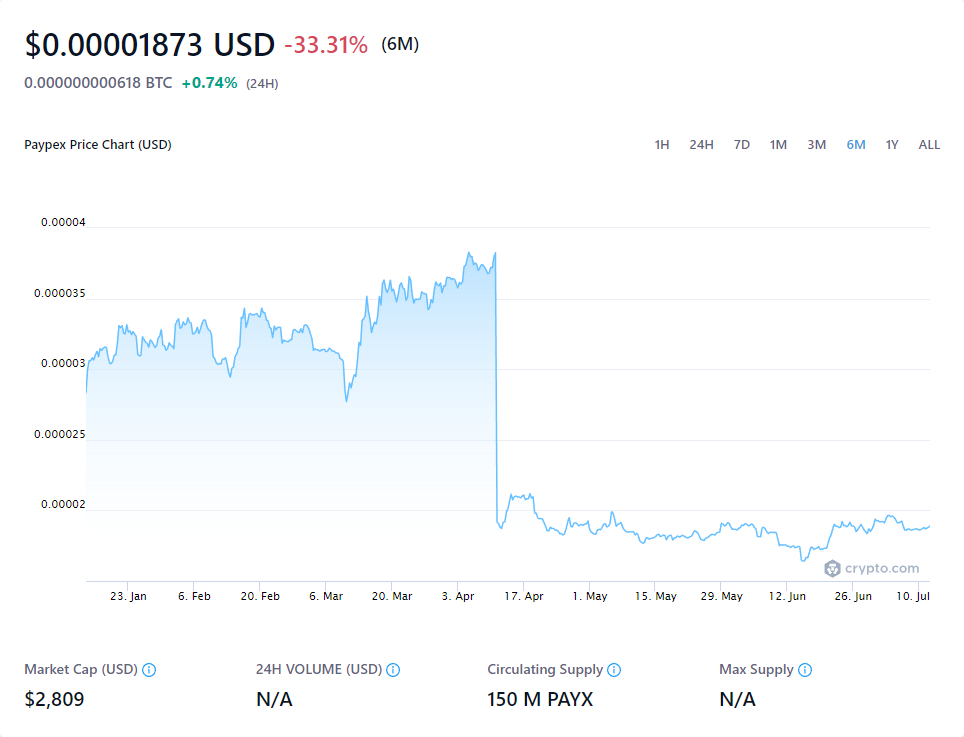 $0.00001873 USD -33.31% (6M)
0.000000000618 BTC +0.74% (24H)
Paypex Price Chart (USD) 1H 24H 7D 1M 3M 6M 1Y ALL
0.00004
0.000035
0.00003
0.000025
0.00002
crypto.com
23. Jan 6. Feb 20. Feb 6. Mar 20. Mar 3. Apr 17. Apr 1. May 15. May 29. May 12. Jun 26. Jun 10. Jul
Market Cap (USD) 24H VOLUME (USD) Circulating Supply Max Supply
$2,809 N/A 150 M PAYX N/A